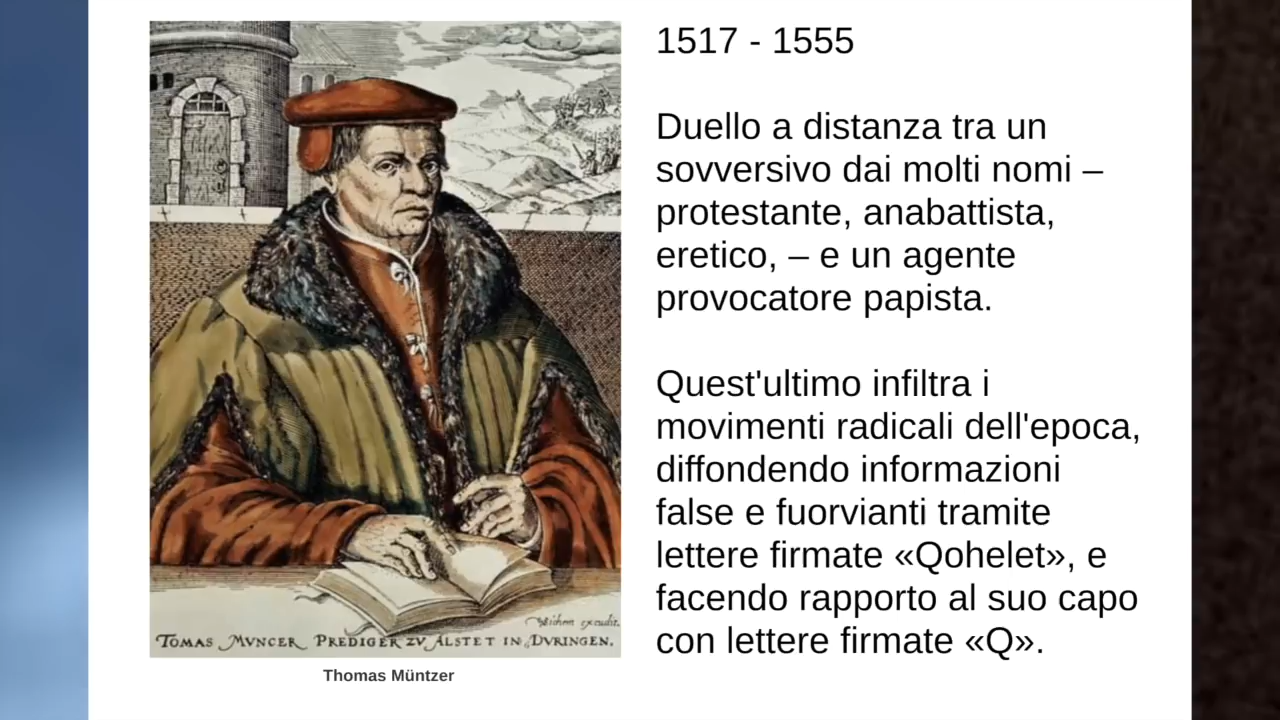 1517 - 1555
Duello a distanza tra un
sovversivo dai molti nomi –
protestante, anabattista,
eretico, – e un agente
provocatore papista.
Quest'ultimo infiltra i
movimenti radicali dell'epoca,
diffondendo informazioni
false e fuorvianti tramite
lettere firmate «Qohelet», e
facendo rapporto al suo capo
con lettere firmate «Q».
excudit.
TOMAS MVNCER PREDIGER ZV ALSTET IN DVRINGEN.
Thomas Müntzer